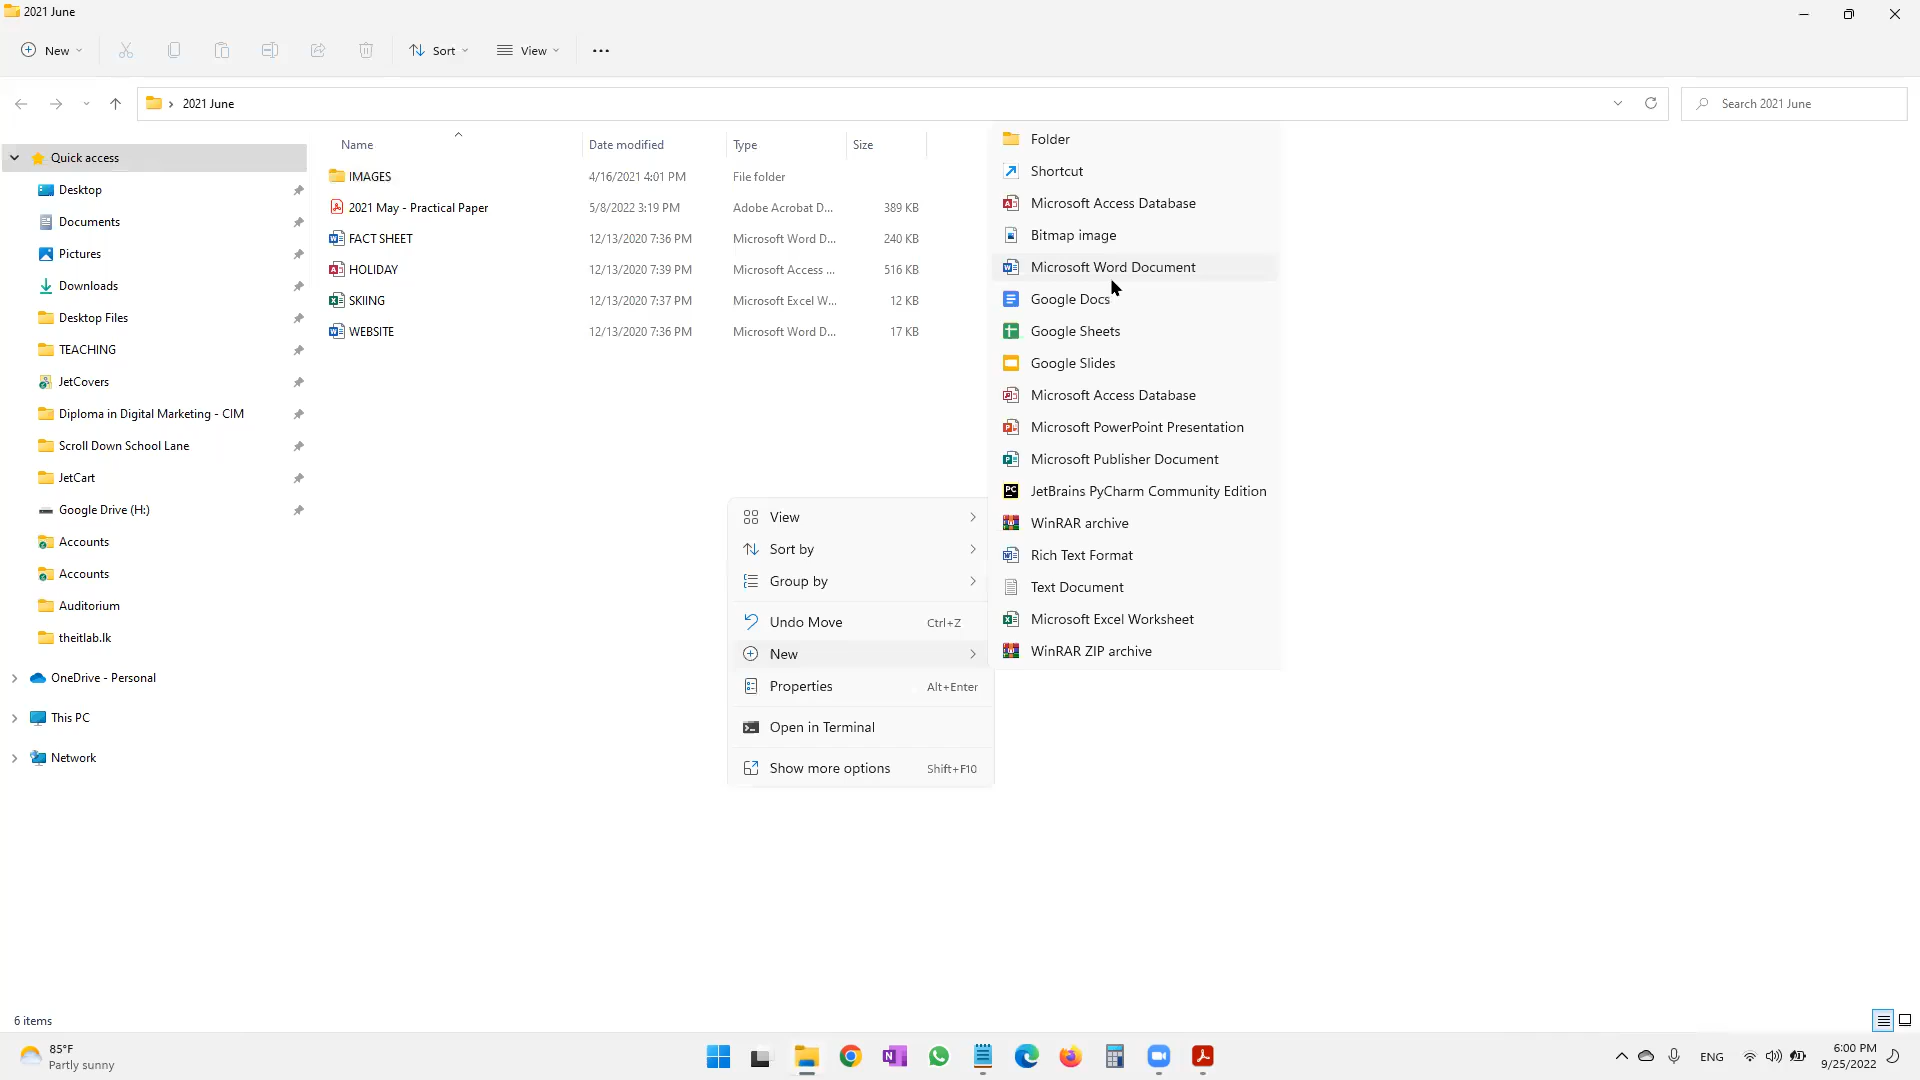 2021 June
New
Sort
View
2021 June
Search 2021 June
Name Date modified Type Size
Quick access
Desktop
Documents
Pictures
Downloads
Desktop Files
TEACHING
JetCovers
Diploma in Digital Marketing - CIM
Scroll Down School Lane
JetCart
Google Drive (H:)
Accounts
Accounts
Auditorium
theitlab.lk
OneDrive - Personal
This PC
Network
IMAGES 4/16/2021 4:01 PM File folder
2021 May - Practical Paper 5/8/2022 3:19 PM Adobe Acrobat D... 389 KB
FACT SHEET 12/13/2020 7:36 PM Microsoft Word D... 240 KB
HOLIDAY 12/13/2020 7:39 PM Microsoft Access ... 516 KB
SKIING 12/13/2020 7:37 PM Microsoft Excel W... 12 KB
WEBSITE 12/13/2020 7:36 PM Microsoft Word D... 17 KB
View
Sort by
Group by
Undo Move Ctrl+Z
New
Properties Alt+Enter
Open in Terminal
Show more options Shift+F10
Folder
Shortcut
Microsoft Access Database
Bitmap image
Microsoft Word Document
Google Docs
Google Sheets
Google Slides
Microsoft Access Database
Microsoft PowerPoint Presentation
Microsoft Publisher Document
JetBrains PyCharm Community Edition
WinRAR archive
Rich Text Format
Text Document
Microsoft Excel Worksheet
WinRAR ZIP archive
6 items
85°F
Partly sunny
ENG
6:00 PM
9/25/2022